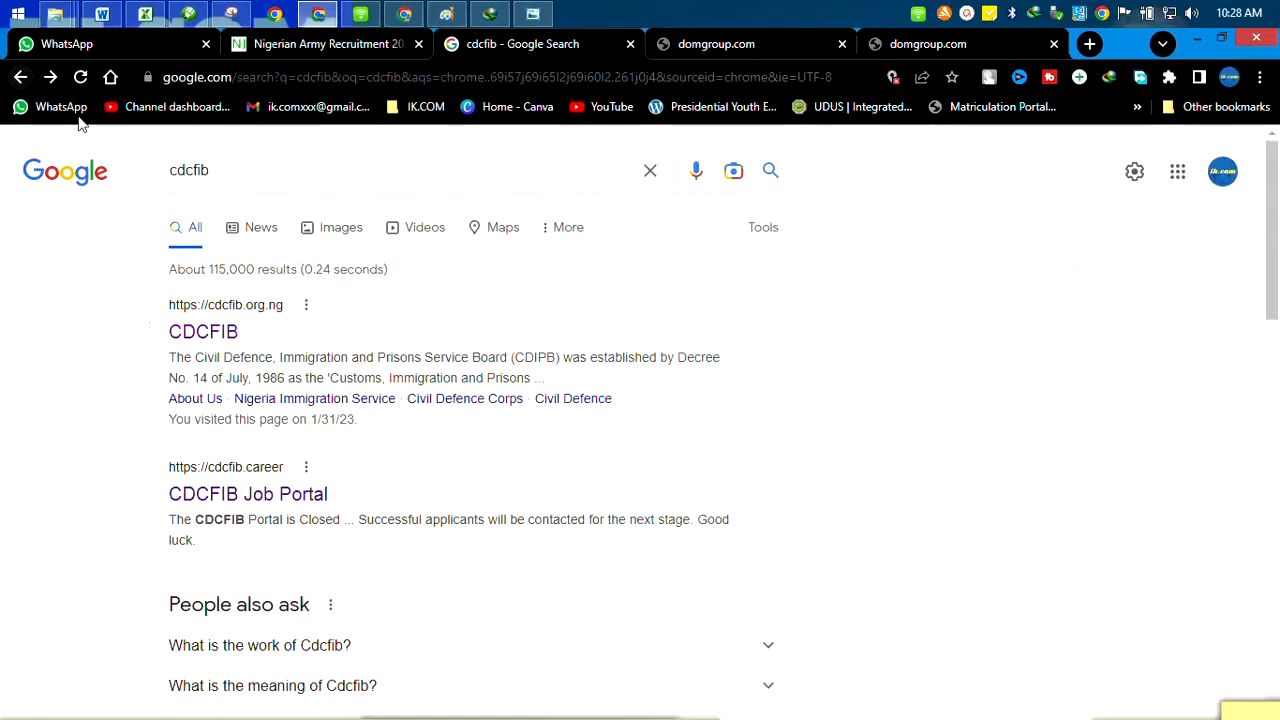 10:28 AM
WhatsApp
Nigerian Army Recruitment 20
cdcfib - Google Search
domgroup.com
domgroup.com
google.com/search?q=cdcfib&oq=cdcfib&aqs=chrome..69i57j69i65l2j69i60l2.261j0j4&sourceid=chrome&ie=UTF-8
WhatsApp
Channel dashboard...
ik.comxxx@gmail.c...
IK.COM
Home - Canva
YouTube
Presidential Youth E...
UDUS | Integrated...
Matriculation Portal...
»
Other bookmarks
Google
cdcfib
ik.com
All
News
Images
Videos
Maps
More
Tools
About 115,000 results (0.24 seconds)
https://cdcfib.org.ng
CDCFIB
The Civil Defence, Immigration and Prisons Service Board (CDIPB) was established by Decree
No. 14 of July, 1986 as the 'Customs, Immigration and Prisons ...
About Us · Nigeria Immigration Service · Civil Defence Corps · Civil Defence
You visited this page on 1/31/23.
https://cdcfib.career
CDCFIB Job Portal
The CDCFIB Portal is Closed ... Successful applicants will be contacted for the next stage. Good
luck.
People also ask
What is the work of Cdcfib?
What is the meaning of Cdcfib?